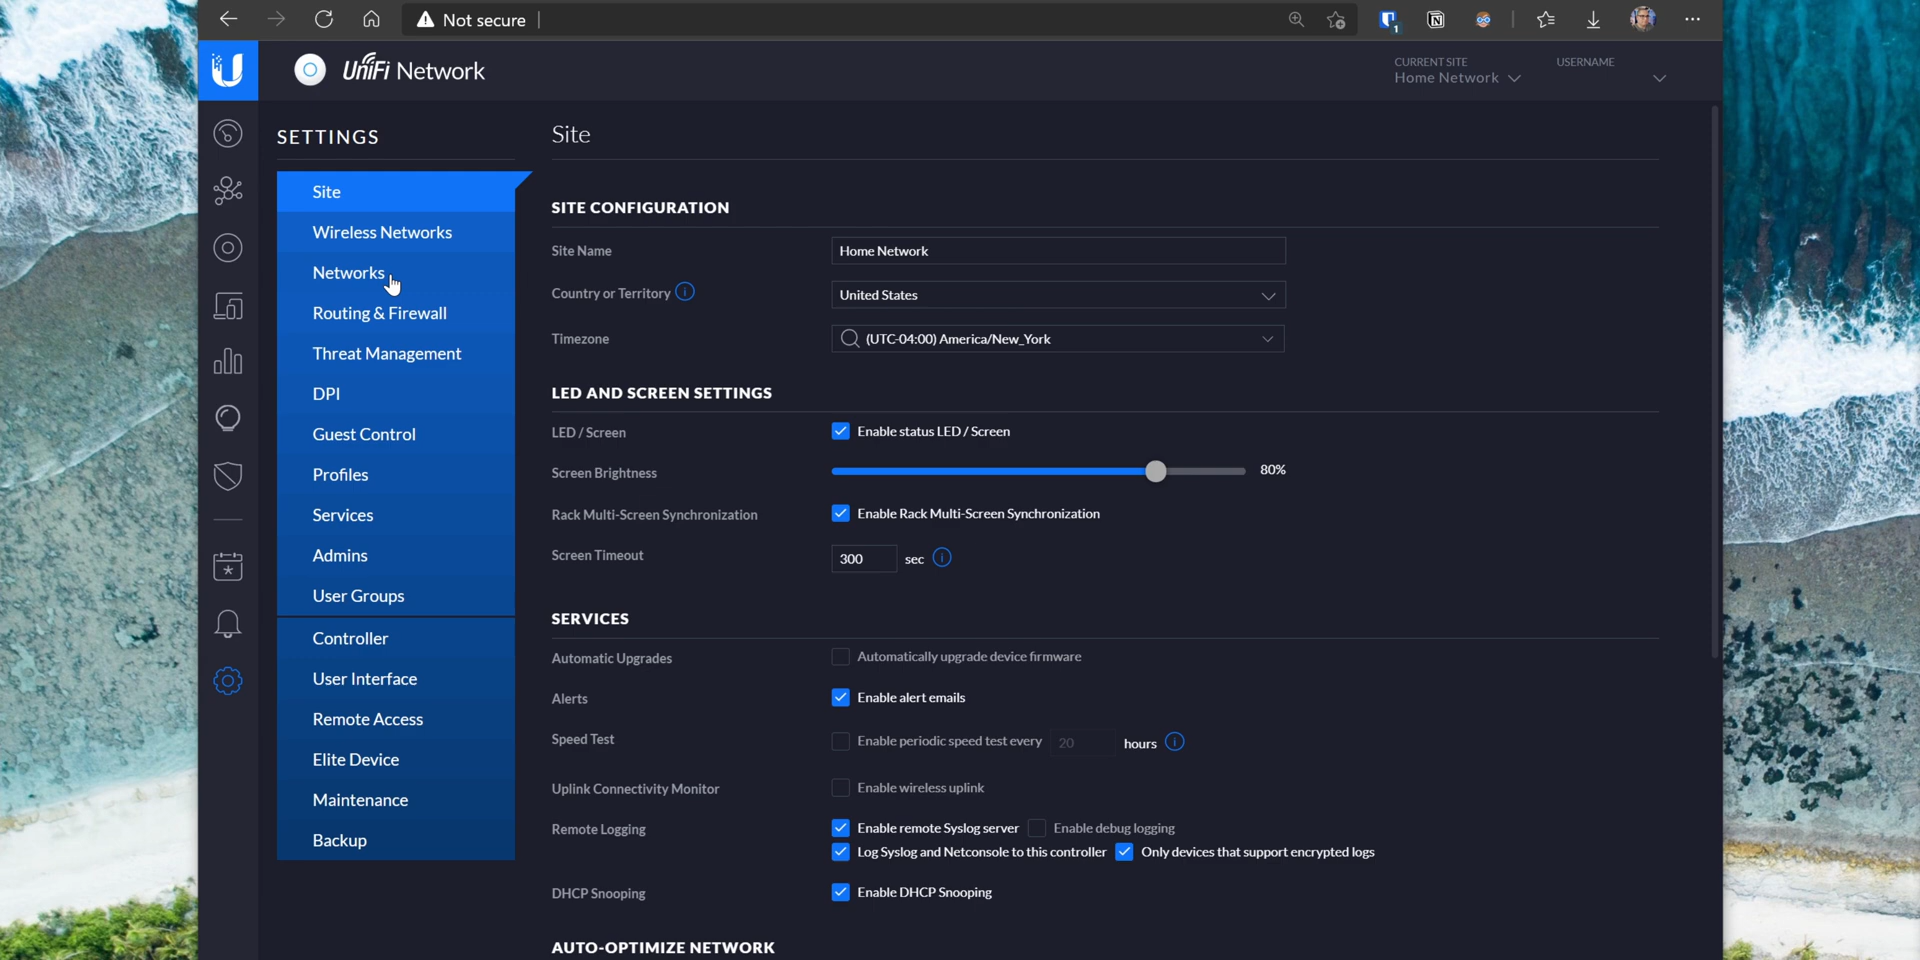 Not secure
1
UniFi Network
CURRENT SITE
Home Network
USERNAME
SETTINGS
Site
Wireless Networks
Networks
Routing & Firewall
Threat Management
DPI
Guest Control
Profiles
Services
Admins
User Groups
Controller
User Interface
Remote Access
Elite Device
Maintenance
Backup
Site
SITE CONFIGURATION
Site Name Home Network
Country or Territory United States
Timezone (UTC-04:00) America/New_York
LED AND SCREEN SETTINGS
LED / Screen Enable status LED / Screen
Screen Brightness 80%
Rack Multi-Screen Synchronization Enable Rack Multi-Screen Synchronization
Screen Timeout 300 sec
SERVICES
Automatic Upgrades Automatically upgrade device firmware
Alerts Enable alert emails
Speed Test Enable periodic speed test every 20 hours
Uplink Connectivity Monitor Enable wireless uplink
Remote Logging Enable remote Syslog server Enable debug logging
Log Syslog and Netconsole to this controller Only devices that support encrypted logs
DHCP Snooping Enable DHCP Snooping
AUTO-OPTIMIZE NETWORK